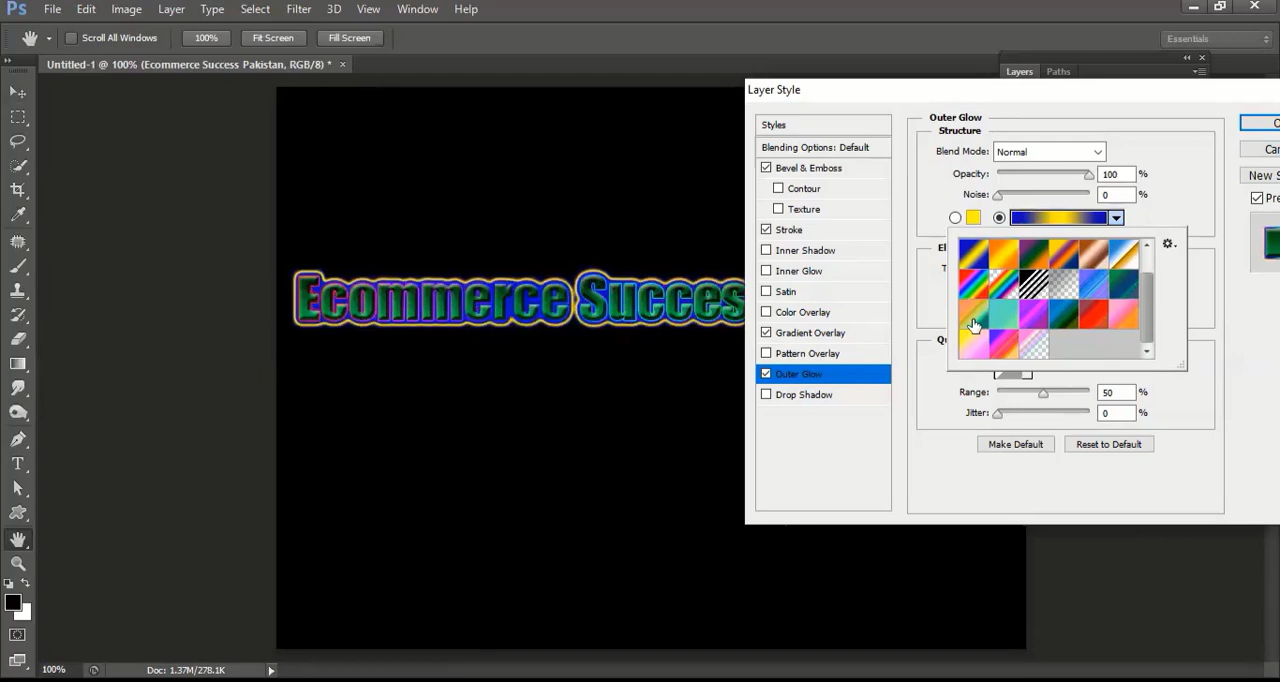 Ps File Edit Image Layer Type Select Filter 3D View Window Help
Scroll All Windows 100% Fit Screen Fill Screen Essentials
Untitled-1 @ 100% (Ecommerce Success Pakistan, RGB/8) * ×
Layers Paths
Layer Style
Styles
Blending Options: Default
Bevel & Emboss
Contour
Texture
Stroke
Inner Shadow
Inner Glow
Satin
Color Overlay
Gradient Overlay
Pattern Overlay
Outer Glow
Drop Shadow
Outer Glow
Structure
Blend Mode: Normal
Opacity: 100 %
Noise: 0 %
El
T
Qu
Range: 50 %
Jitter: 0 %
Make Default Reset to Default
O
Can
New S
Pre
Ecommerce Succes
100% Doc: 1.37M/278.1K